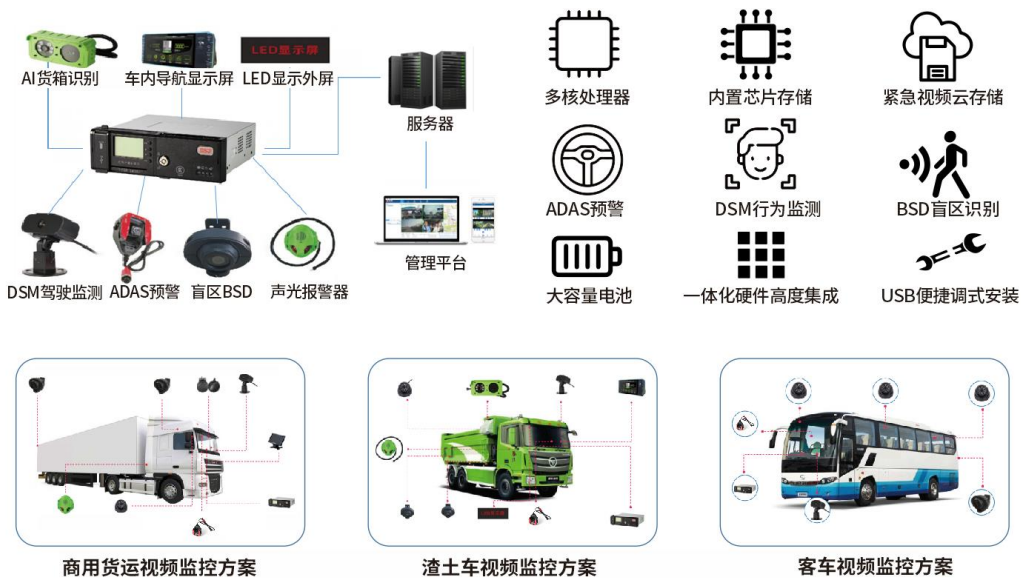 LED显示屏
AI货箱识别
车内导航显示屏
LED显示外屏
服务器
DSM驾驶监测
ADAS预警
盲区BSD
声光报警器
管理平台
多核处理器
内置芯片存储
紧急视频云存储
ADAS预警
DSM行为监测
BSD盲区识别
大容量电池
一体化硬件高度集成
USB便捷调式安装
商用货运视频监控方案
渣土车视频监控方案
客车视频监控方案